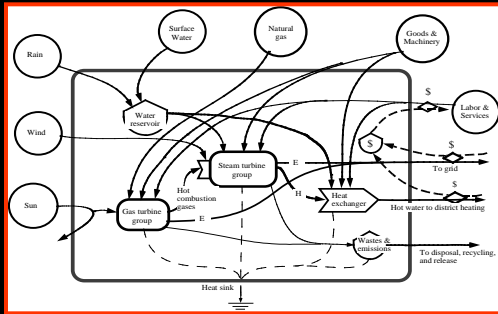 Surface
Water
Natural
gas
Goods &
Machinery
Rain
$
Labor &
Services
Water
reservoir
Wind
$
$
Steam turbine
group
E
To grid
Hot
combustion
gases
H
Heat
exchanger
$
Sun
Gas turbine
group
E
Hot water to district heating
Wastes &
emissions
To disposal, recycling,
and release
Heat sink